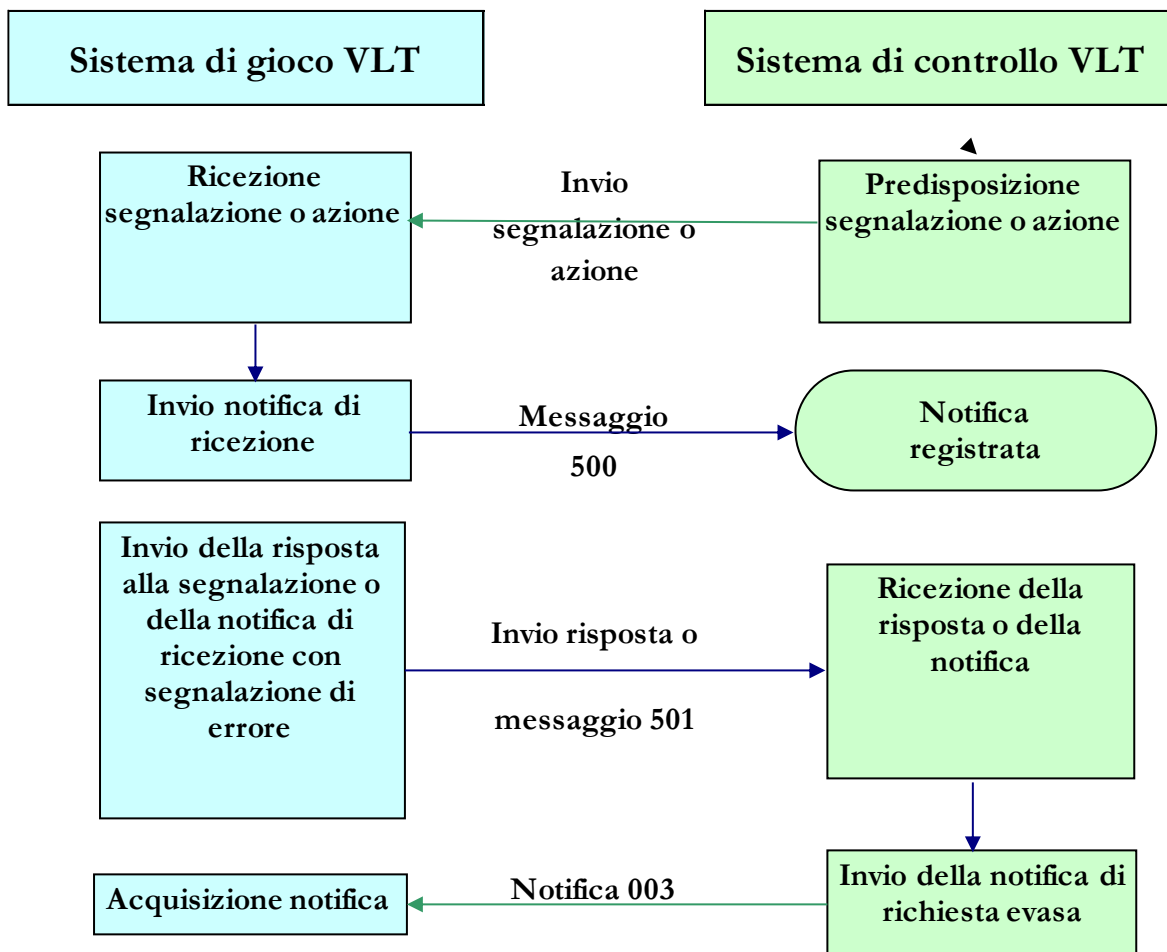 Sistema di gioco VLT
Sistema di controllo VLT
Ricezione
segnalazione o azione
Invio
segnalazione o
azione
Predisposizione
segnalazione o azione
Invio notifica di
ricezione
Messaggio
500
Notifica
registrata
Invio della risposta
alla segnalazione o
della notifica di
ricezione con
segnalazione di
errore
Invio risposta o
messaggio 501
Ricezione della
risposta o della
notifica
Acquisizione notifica
Notifica 003
Invio della notifica di
richiesta evasa